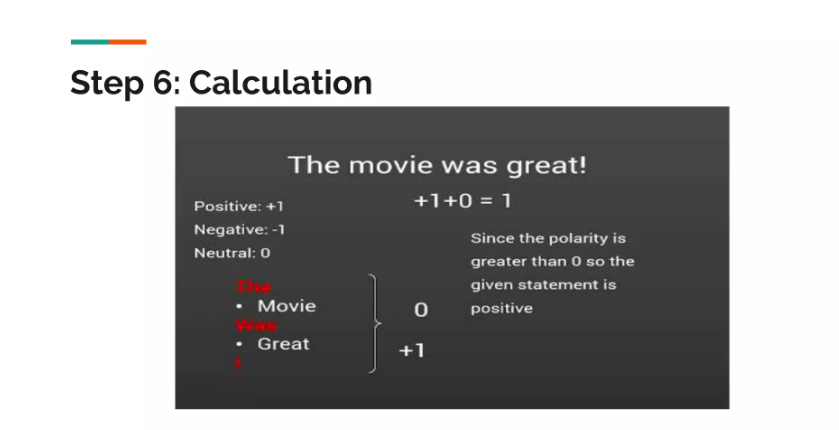 Step 6: Calculation
The movie was great!
+1+0 = 1
Positive: +1
Negative: -1
Neutral: 0
Since the polarity is
greater than 0 so the
given statement is
positive
The
• Movie
Was
• Great
!
0
+1